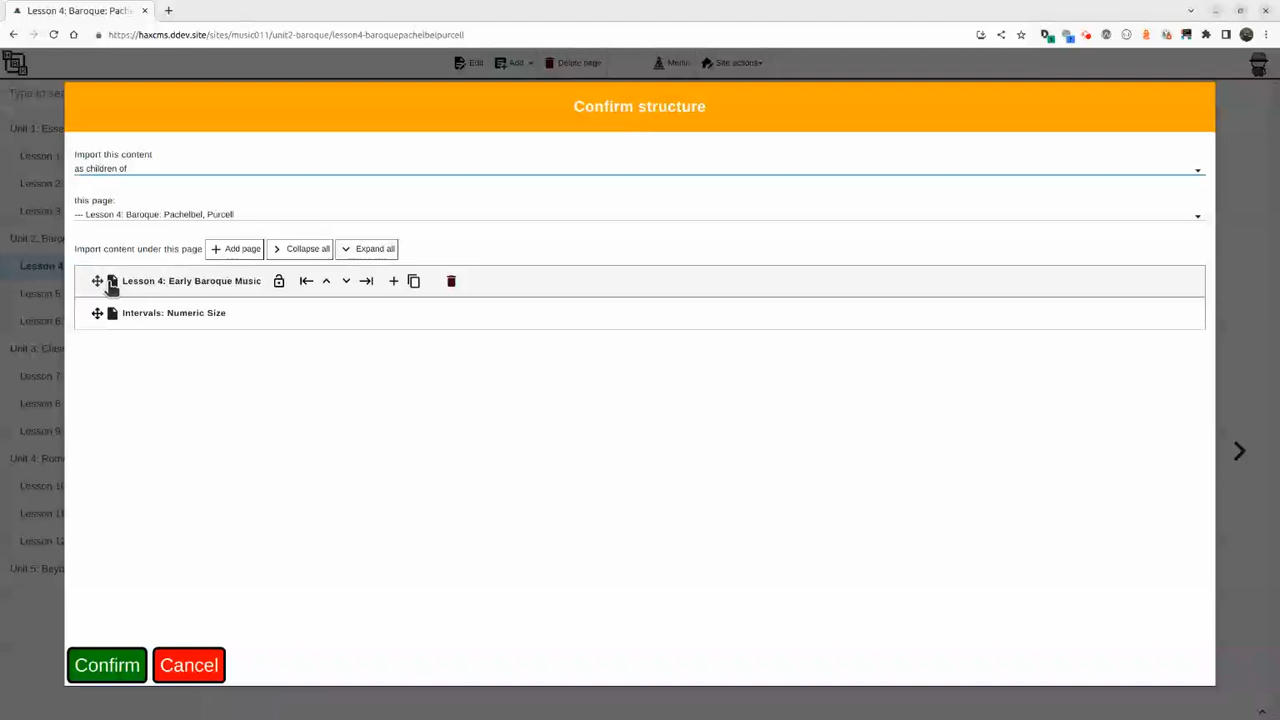 Lesson 4: Baroque: Pach
https://haxcms.ddev.site/sites/music011/unit2-baroque/lesson4-baroquepachelbelpurcell
Edit Add Delete page Menu Site actions
Type to sea
Confirm structure
Import this content
as children of
this page:
--- Lesson 4: Baroque: Pachelbel, Purcell
Import content under this page Add page Collapse all Expand all
Lesson 4: Early Baroque Music
Intervals: Numeric Size
Unit 1: Esse
Lesson 1
Lesson 2
Lesson 3
Unit 2: Baro
Lesson 4
Lesson 5
Lesson 6
Unit 3: Class
Lesson 7
Lesson 8
Lesson 9
Unit 4: Rom
Lesson 10
Lesson 11
Lesson 12
Unit 5: Beyo
Confirm Cancel